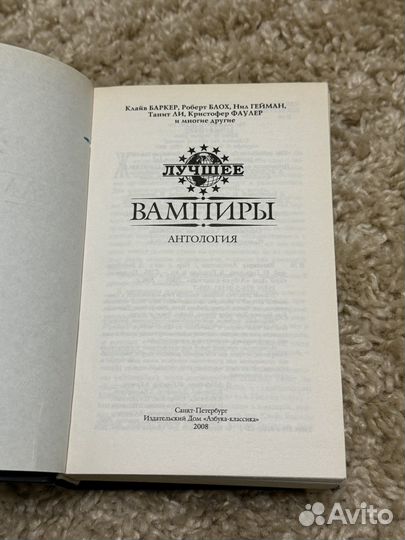 Клайв БАРКЕР, Роберт БЛОХ, Нил ГЕЙМАН,
Танит ЛИ, Кристофер ФАУЛЕР
и многие другие
ЛУЧШЕЕ
ВАМПИРЫ
АНТОЛОГИЯ
Санкт-Петербург
Издательский Дом «Азбука-классика»
2008
Avito